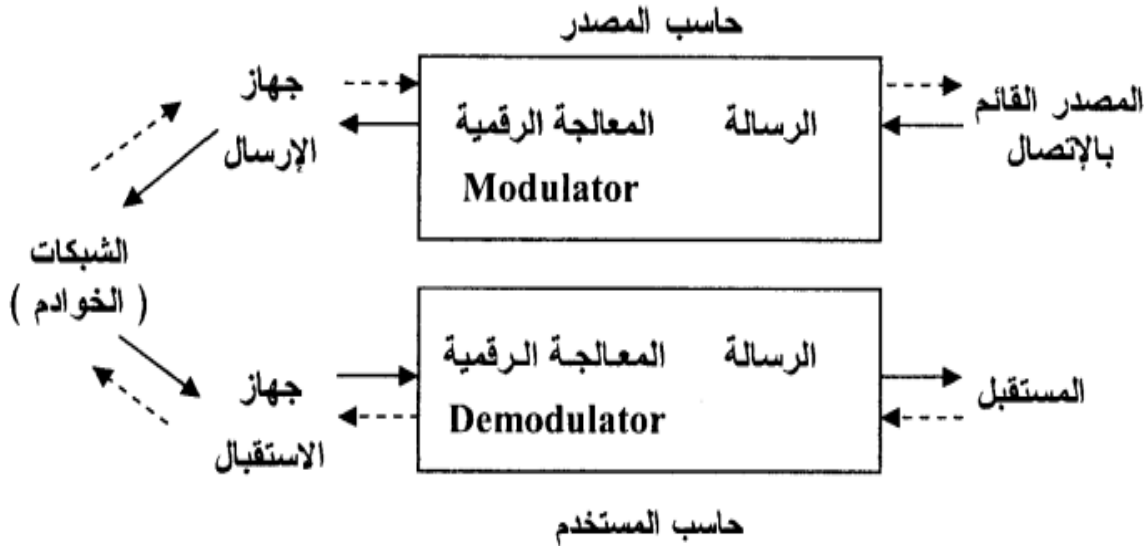 حاسب المصدر
المصدر القائم
بالإتصال
الرسالة المعالجة الرقمية
Modulator
جهاز
الإرسال
الشبكات
( الخوادم )
جهاز
الاستقبال
الرسالة المعالجة الرقمية
Demodulator
المستقبل
حاسب المستخدم